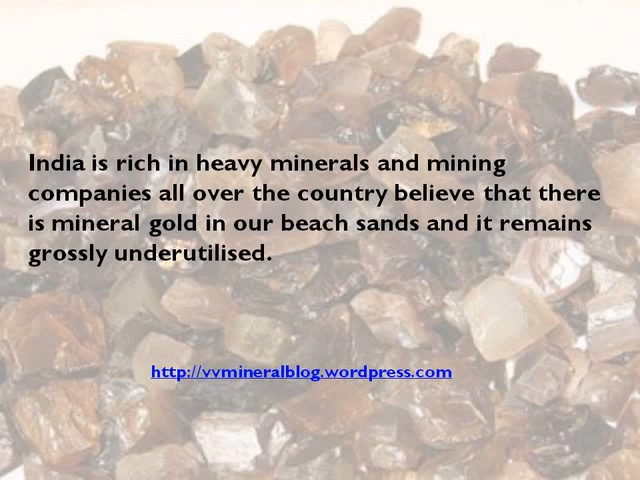 India is rich in heavy minerals and mining
companies all over the country believe that there
is mineral gold in our beach sands and it remains
grossly underutilised.
http://vvmineralblog.wordpress.com